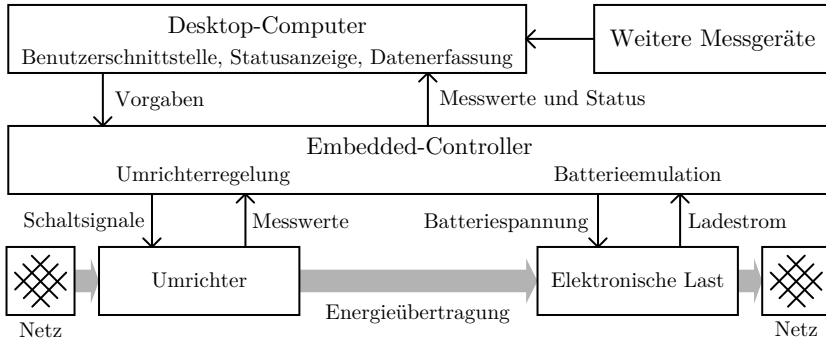 Desktop-Computer
Benutzerschnittstelle, Statusanzeige, Datenerfassung
Weitere Messgeräte
Vorgaben
Messwerte und Status
Embedded-Controller
Umrichterregelung
Batterieemulation
Schaltsignale
Messwerte
Batteriespannung
Ladestrom
Umrichter
Elektronische Last
Energieübertragung
Netz
Netz